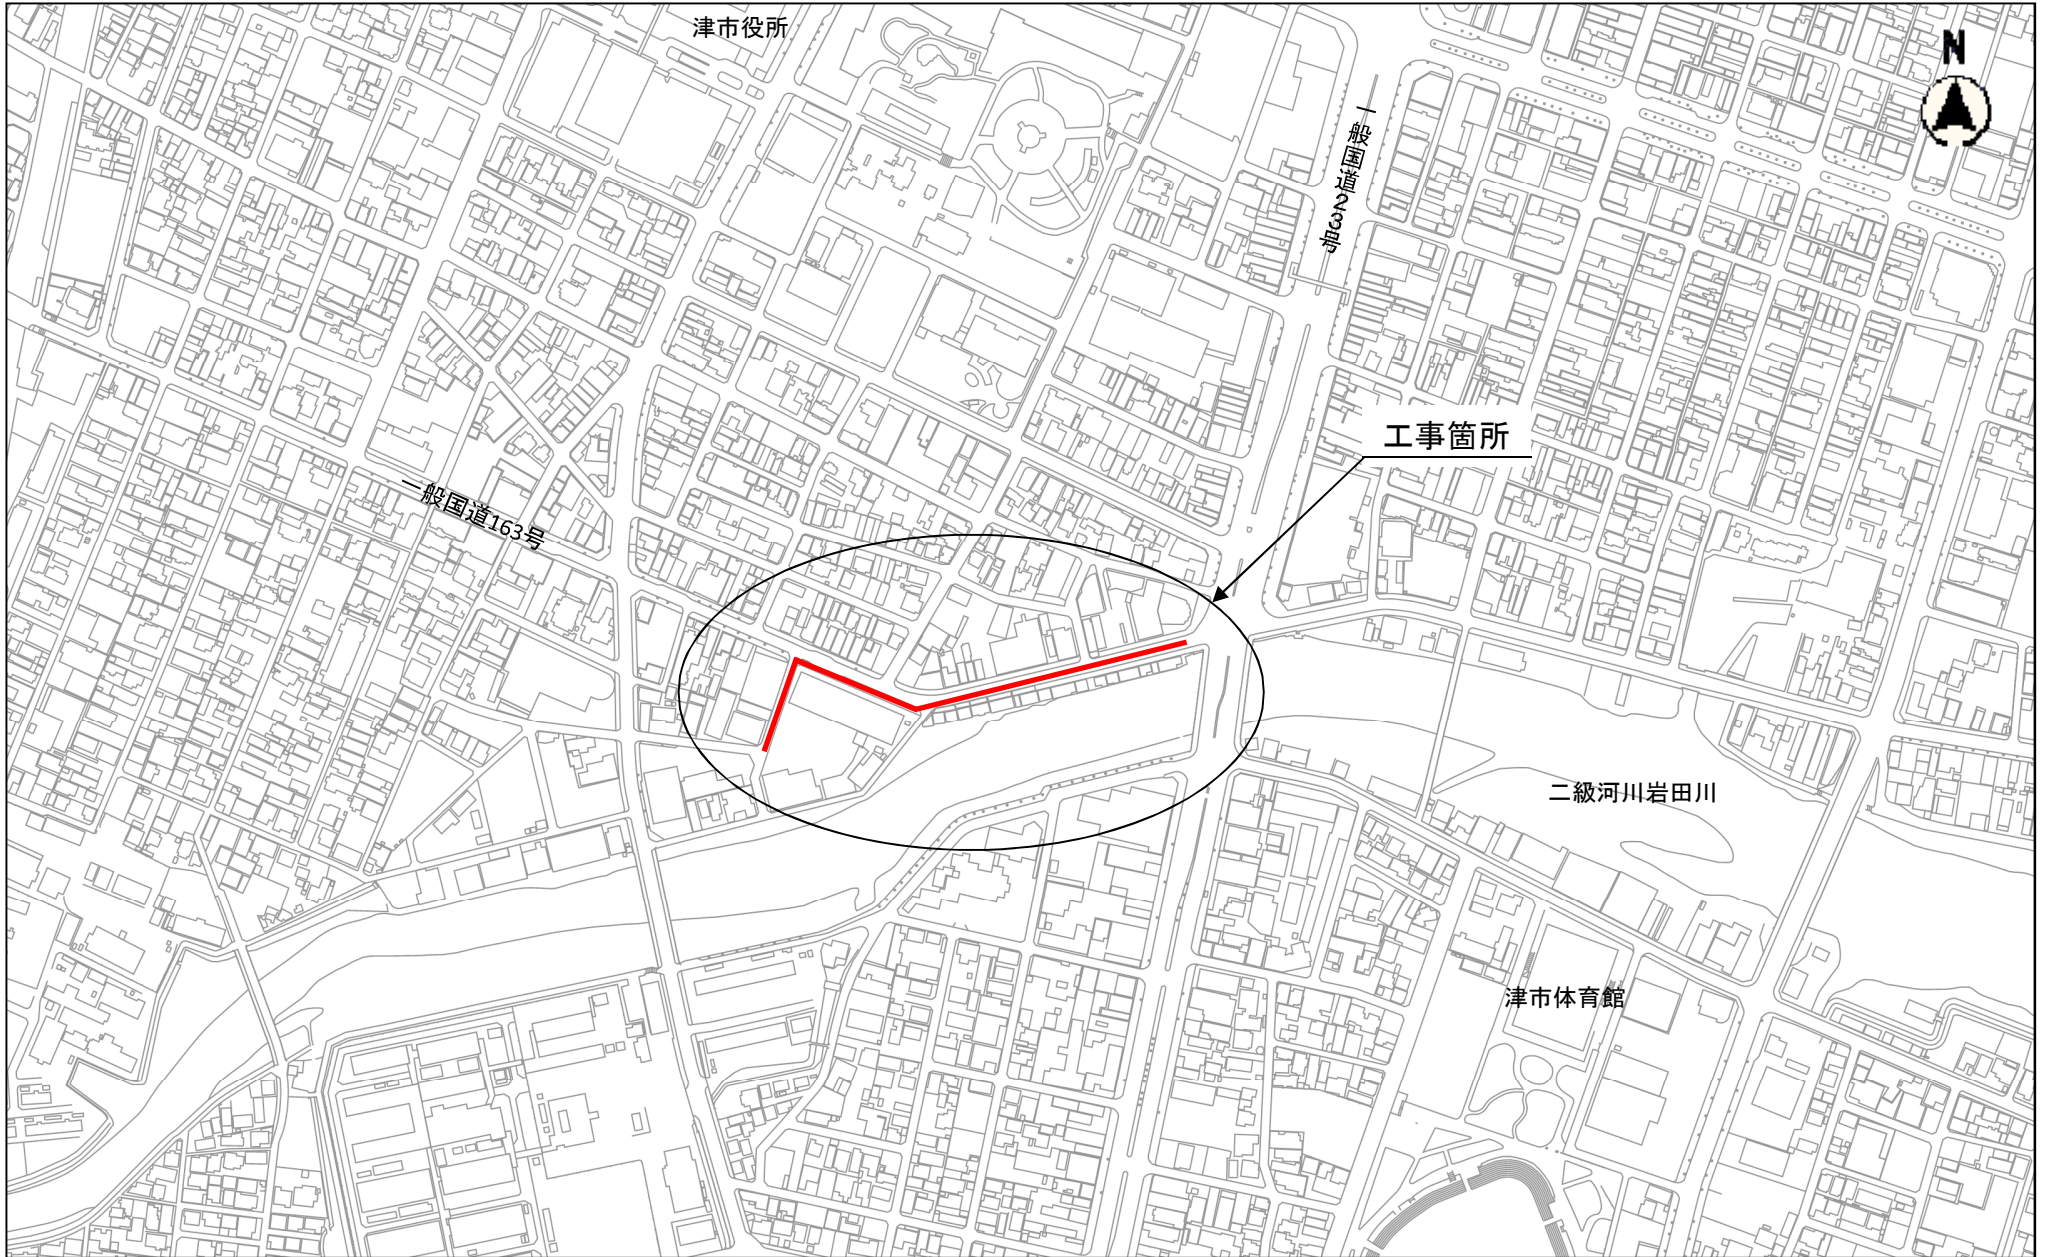 津市役所
N
一般国道23号
工事箇所
一般国道163号
二級河川岩田川
津市体育館